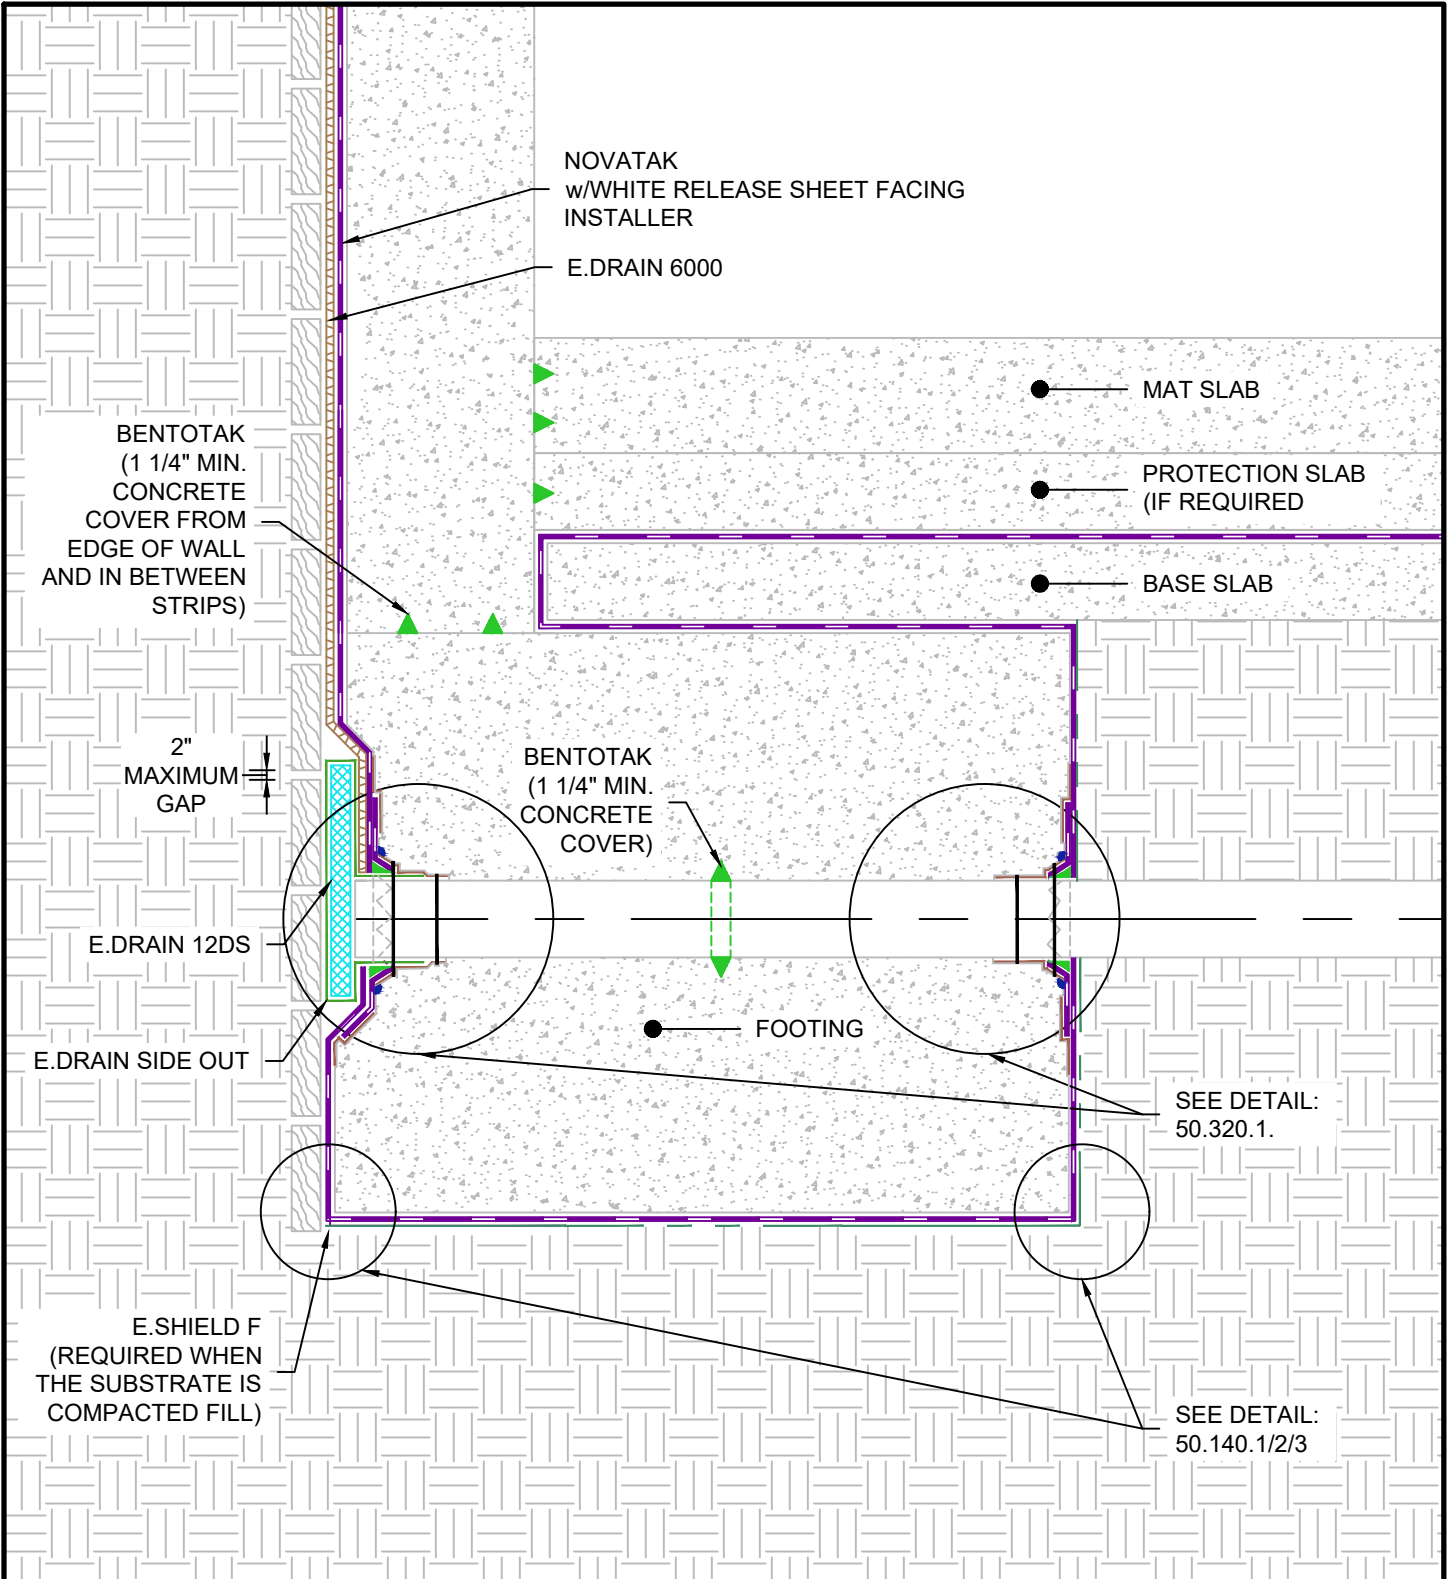 NOVATAK
w/WHITE RELEASE SHEET FACING
INSTALLER
E.DRAIN 6000
MAT SLAB
BENTOTAK
(1 1/4" MIN.
CONCRETE
COVER FROM
EDGE OF WALL
AND IN BETWEEN
STRIPS)
PROTECTION SLAB
(IF REQUIRED
BASE SLAB
2"
MAXIMUM
GAP
BENTOTAK
(1 1/4" MIN.
CONCRETE
COVER)
E.DRAIN 12DS
FOOTING
E.DRAIN SIDE OUT
SEE DETAIL:
50.320.1.
E.SHIELD F
(REQUIRED WHEN
THE SUBSTRATE IS
COMPACTED FILL)
SEE DETAIL:
50.140.1/2/3